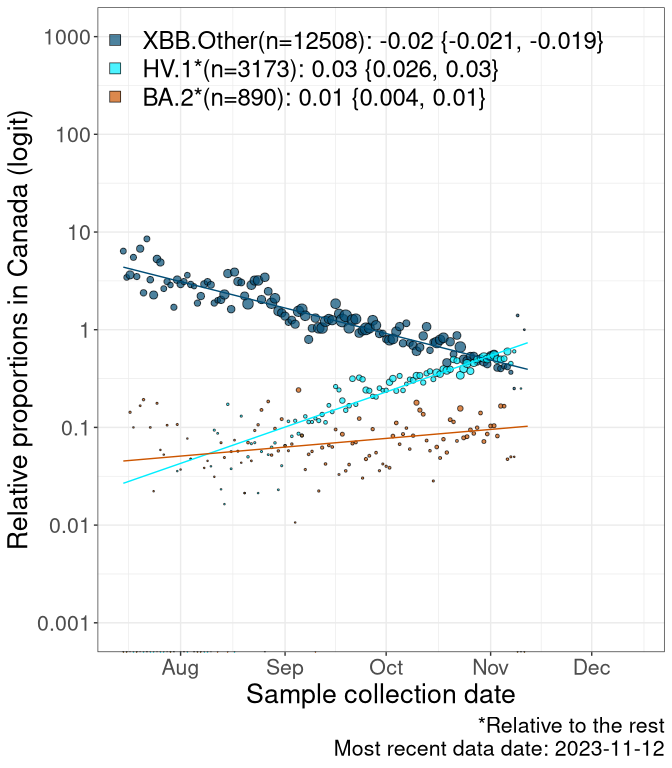 XBB.Other(n=12508): -0.02 {-0.021, -0.019}
HV.1*(n=3173): 0.03 {0.026, 0.03}
BA.2*(n=890): 0.01 {0.004, 0.01}
Relative proportions in Canada (logit)
1000
100
10
1
0.1
0.01
0.001
Aug Sep Oct Nov Dec
Sample collection date
*Relative to the rest
Most recent data date: 2023-11-12